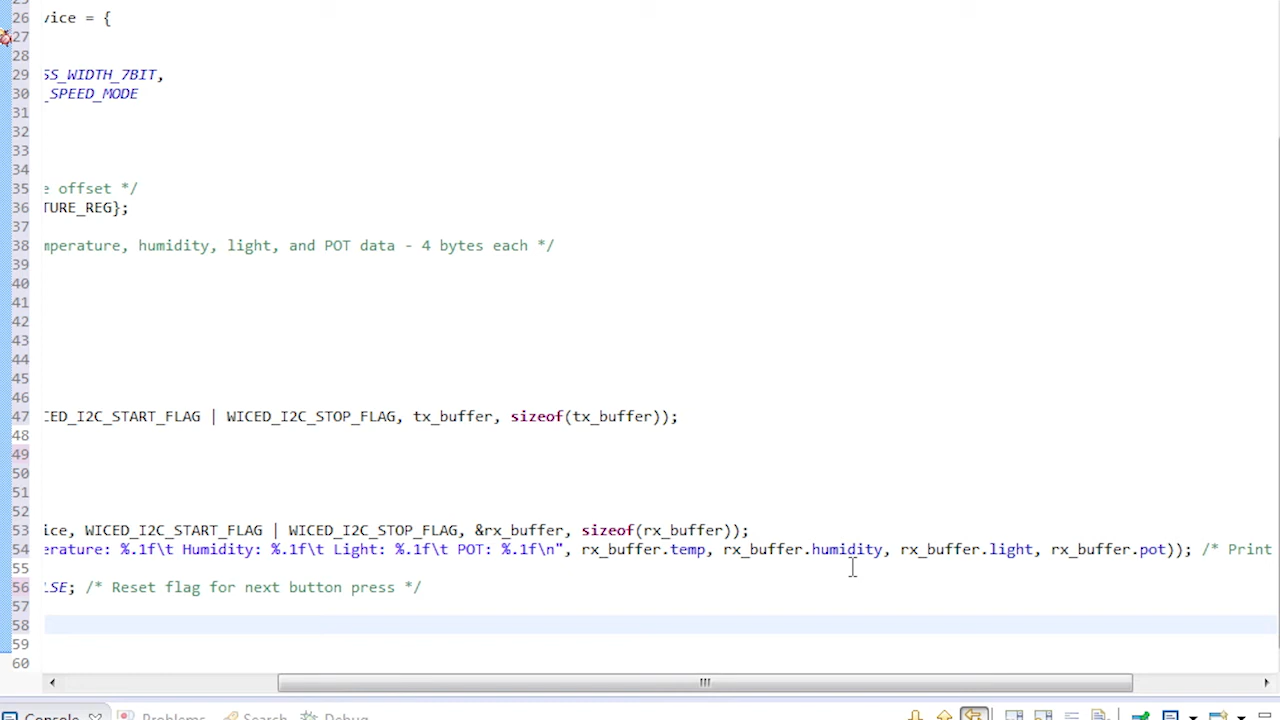 26 vice = {
27
28
29 SS_WIDTH_7BIT,
30 _SPEED_MODE
31
32
33
34
35 e offset */
36 TURE_REG};
37
38 mperature, humidity, light, and POT data - 4 bytes each */
39
40
41
42
43
44
45
46
47 CED_I2C_START_FLAG | WICED_I2C_STOP_FLAG, tx_buffer, sizeof(tx_buffer));
48
49
50
51
52
53 ice, WICED_I2C_START_FLAG | WICED_I2C_STOP_FLAG, &rx_buffer, sizeof(rx_buffer));
54 erature: %.1f\t Humidity: %.1f\t Light: %.1f\t POT: %.1f\n", rx_buffer.temp, rx_buffer.humidity, rx_buffer.light, rx_buffer.pot)); /* Print
55
56 LSE; /* Reset flag for next button press */
57
58
59
60
Console Problems Search Debug